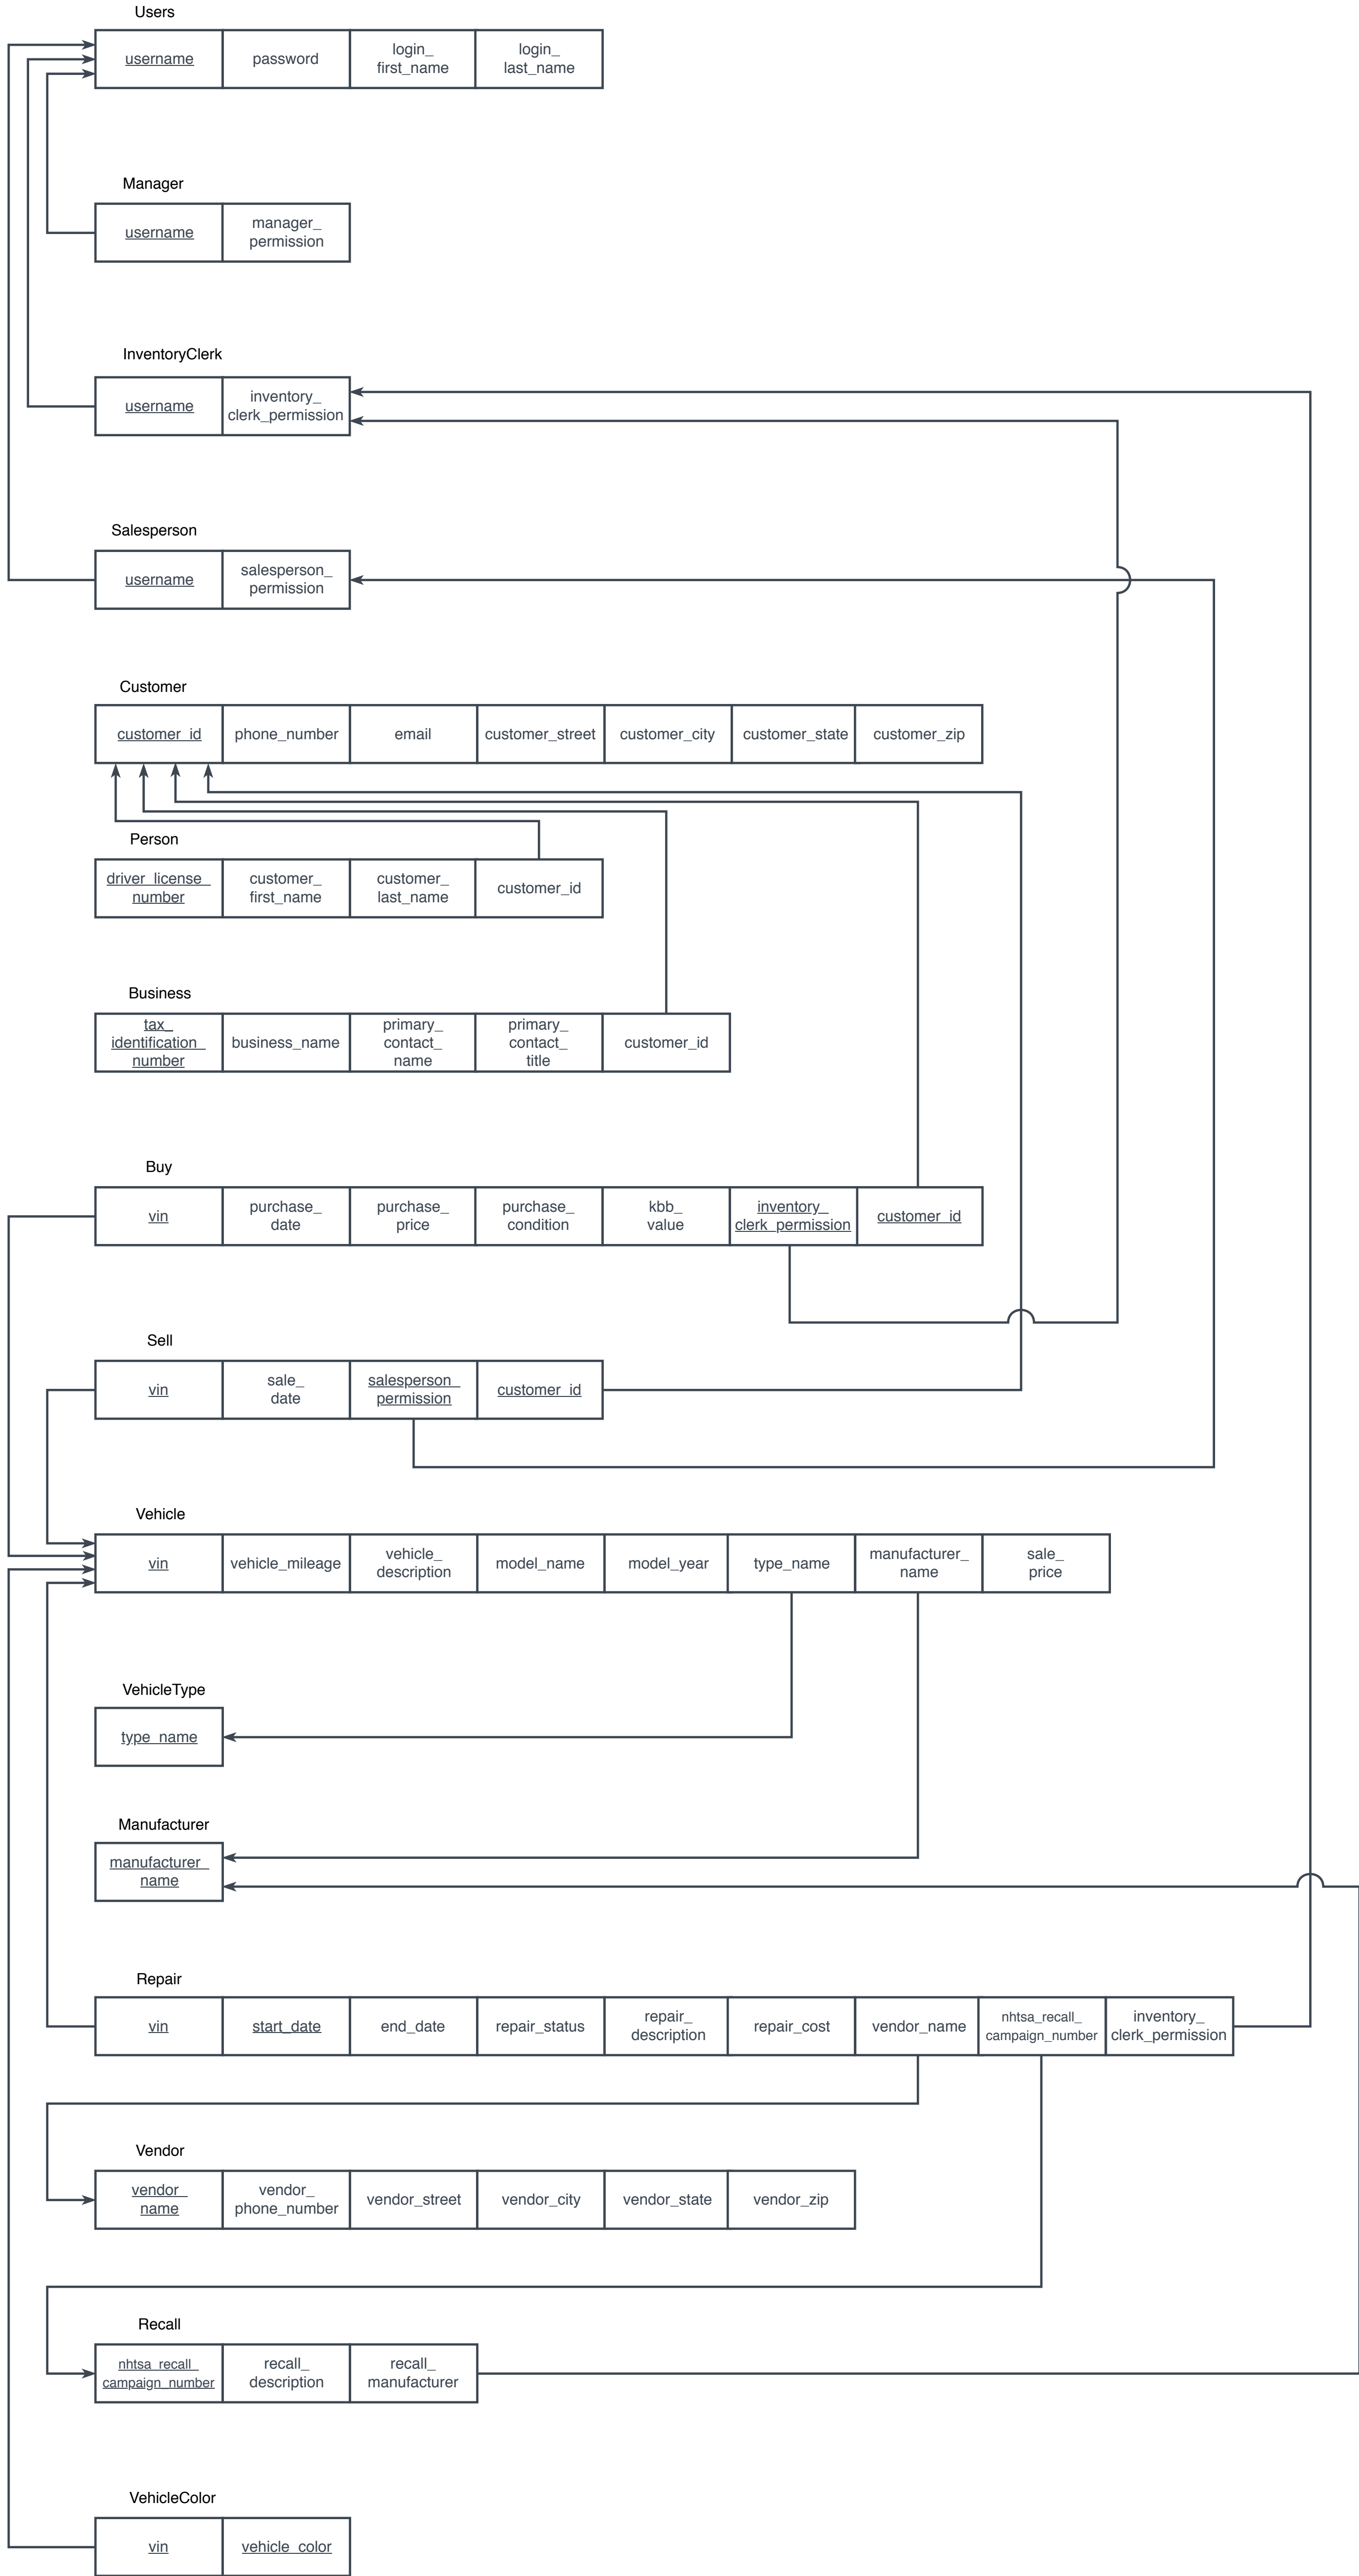 Users
username
password
login_
first_name
login_
last_name
Manager
username
manager_
permission
InventoryClerk
username
inventory_
clerk_permission
Salesperson
username
salesperson_
permission
Customer
customer_id
phone_number
email
customer_street
customer_city
customer_state
customer_zip
Person
driver_license_
number
customer_
first_name
customer_
last_name
customer_id
Business
tax_
identification_
number
business_name
primary_
contact_
name
primary_
contact_
title
customer_id
Buy
vin
purchase_
date
purchase_
price
purchase_
condition
kbb_
value
inventory_
clerk_permission
customer_id
Sell
vin
sale_
date
salesperson_
permission
customer_id
Vehicle
vin
vehicle_mileage
vehicle_
description
model_name
model_year
type_name
manufacturer_
name
sale_
price
VehicleType
type_name
Manufacturer
manufacturer_
name
Repair
vin
start_date
end_date
repair_status
repair_
description
repair_cost
vendor_name
nhtsa_recall_
campaign_number
inventory_
clerk_permission
Vendor
vendor_
name
vendor_
phone_number
vendor_street
vendor_city
vendor_state
vendor_zip
Recall
nhtsa_recall_
campaign_number
recall_
description
recall_
manufacturer
VehicleColor
vin
vehicle_color